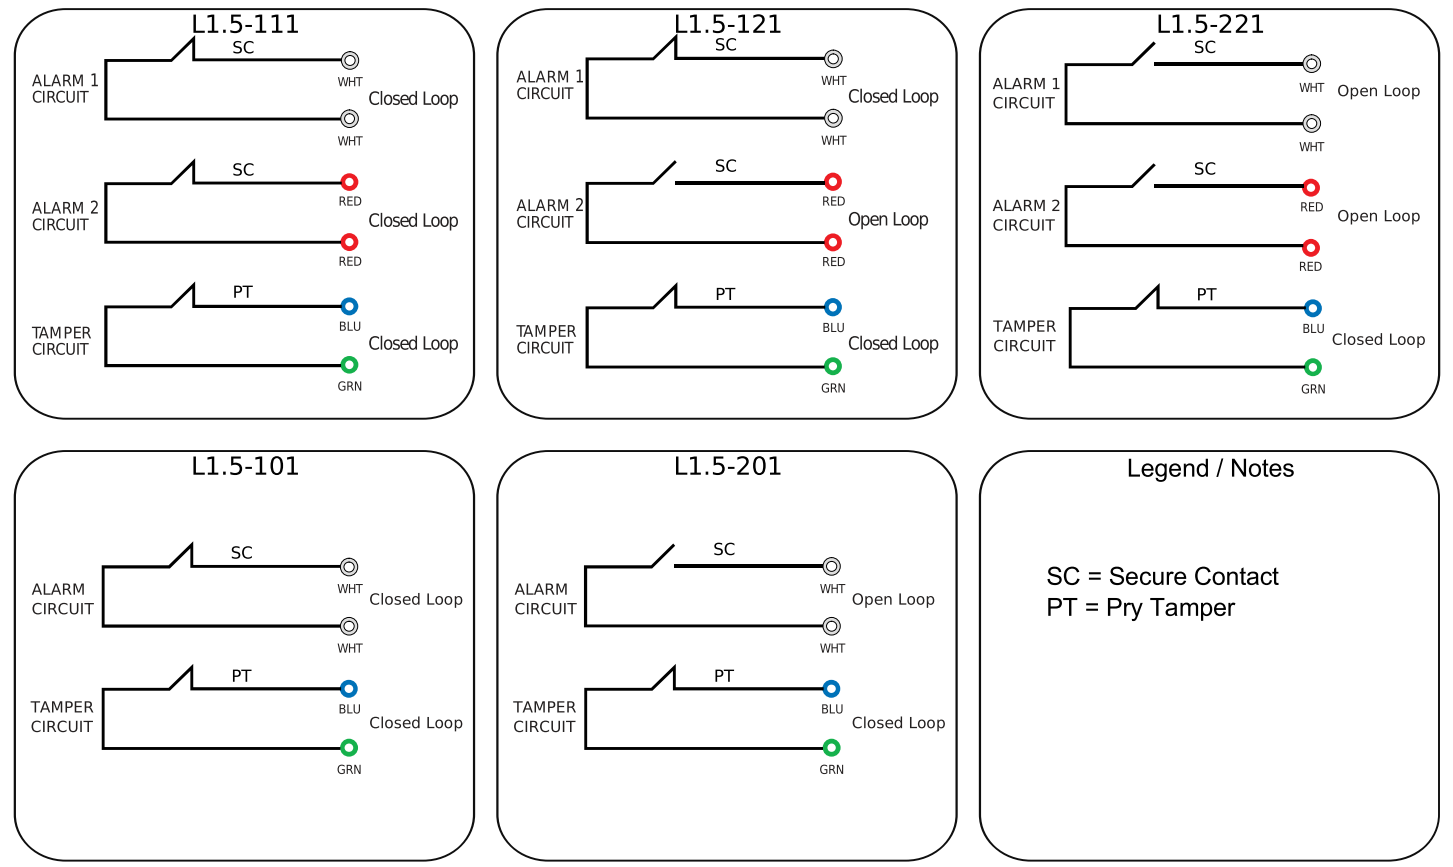 L1.5-111
SC
ALARM 1
CIRCUIT
WHT
Closed Loop
WHT
SC
ALARM 2
CIRCUIT
RED
Closed Loop
RED
PT
TAMPER
CIRCUIT
BLU
Closed Loop
GRN
L1.5-121
SC
ALARM 1
CIRCUIT
WHT
Closed Loop
WHT
SC
ALARM 2
CIRCUIT
RED
Open Loop
RED
PT
TAMPER
CIRCUIT
BLU
Closed Loop
GRN
L1.5-221
SC
ALARM 1
CIRCUIT
WHT
Open Loop
WHT
SC
ALARM 2
CIRCUIT
RED
Open Loop
RED
PT
TAMPER
CIRCUIT
BLU
Closed Loop
GRN
L1.5-101
SC
ALARM
CIRCUIT
WHT
Closed Loop
WHT
PT
TAMPER
CIRCUIT
BLU
Closed Loop
GRN
L1.5-201
SC
ALARM
CIRCUIT
WHT
Open Loop
WHT
PT
TAMPER
CIRCUIT
BLU
Closed Loop
GRN
Legend / Notes
SC = Secure Contact
PT = Pry Tamper